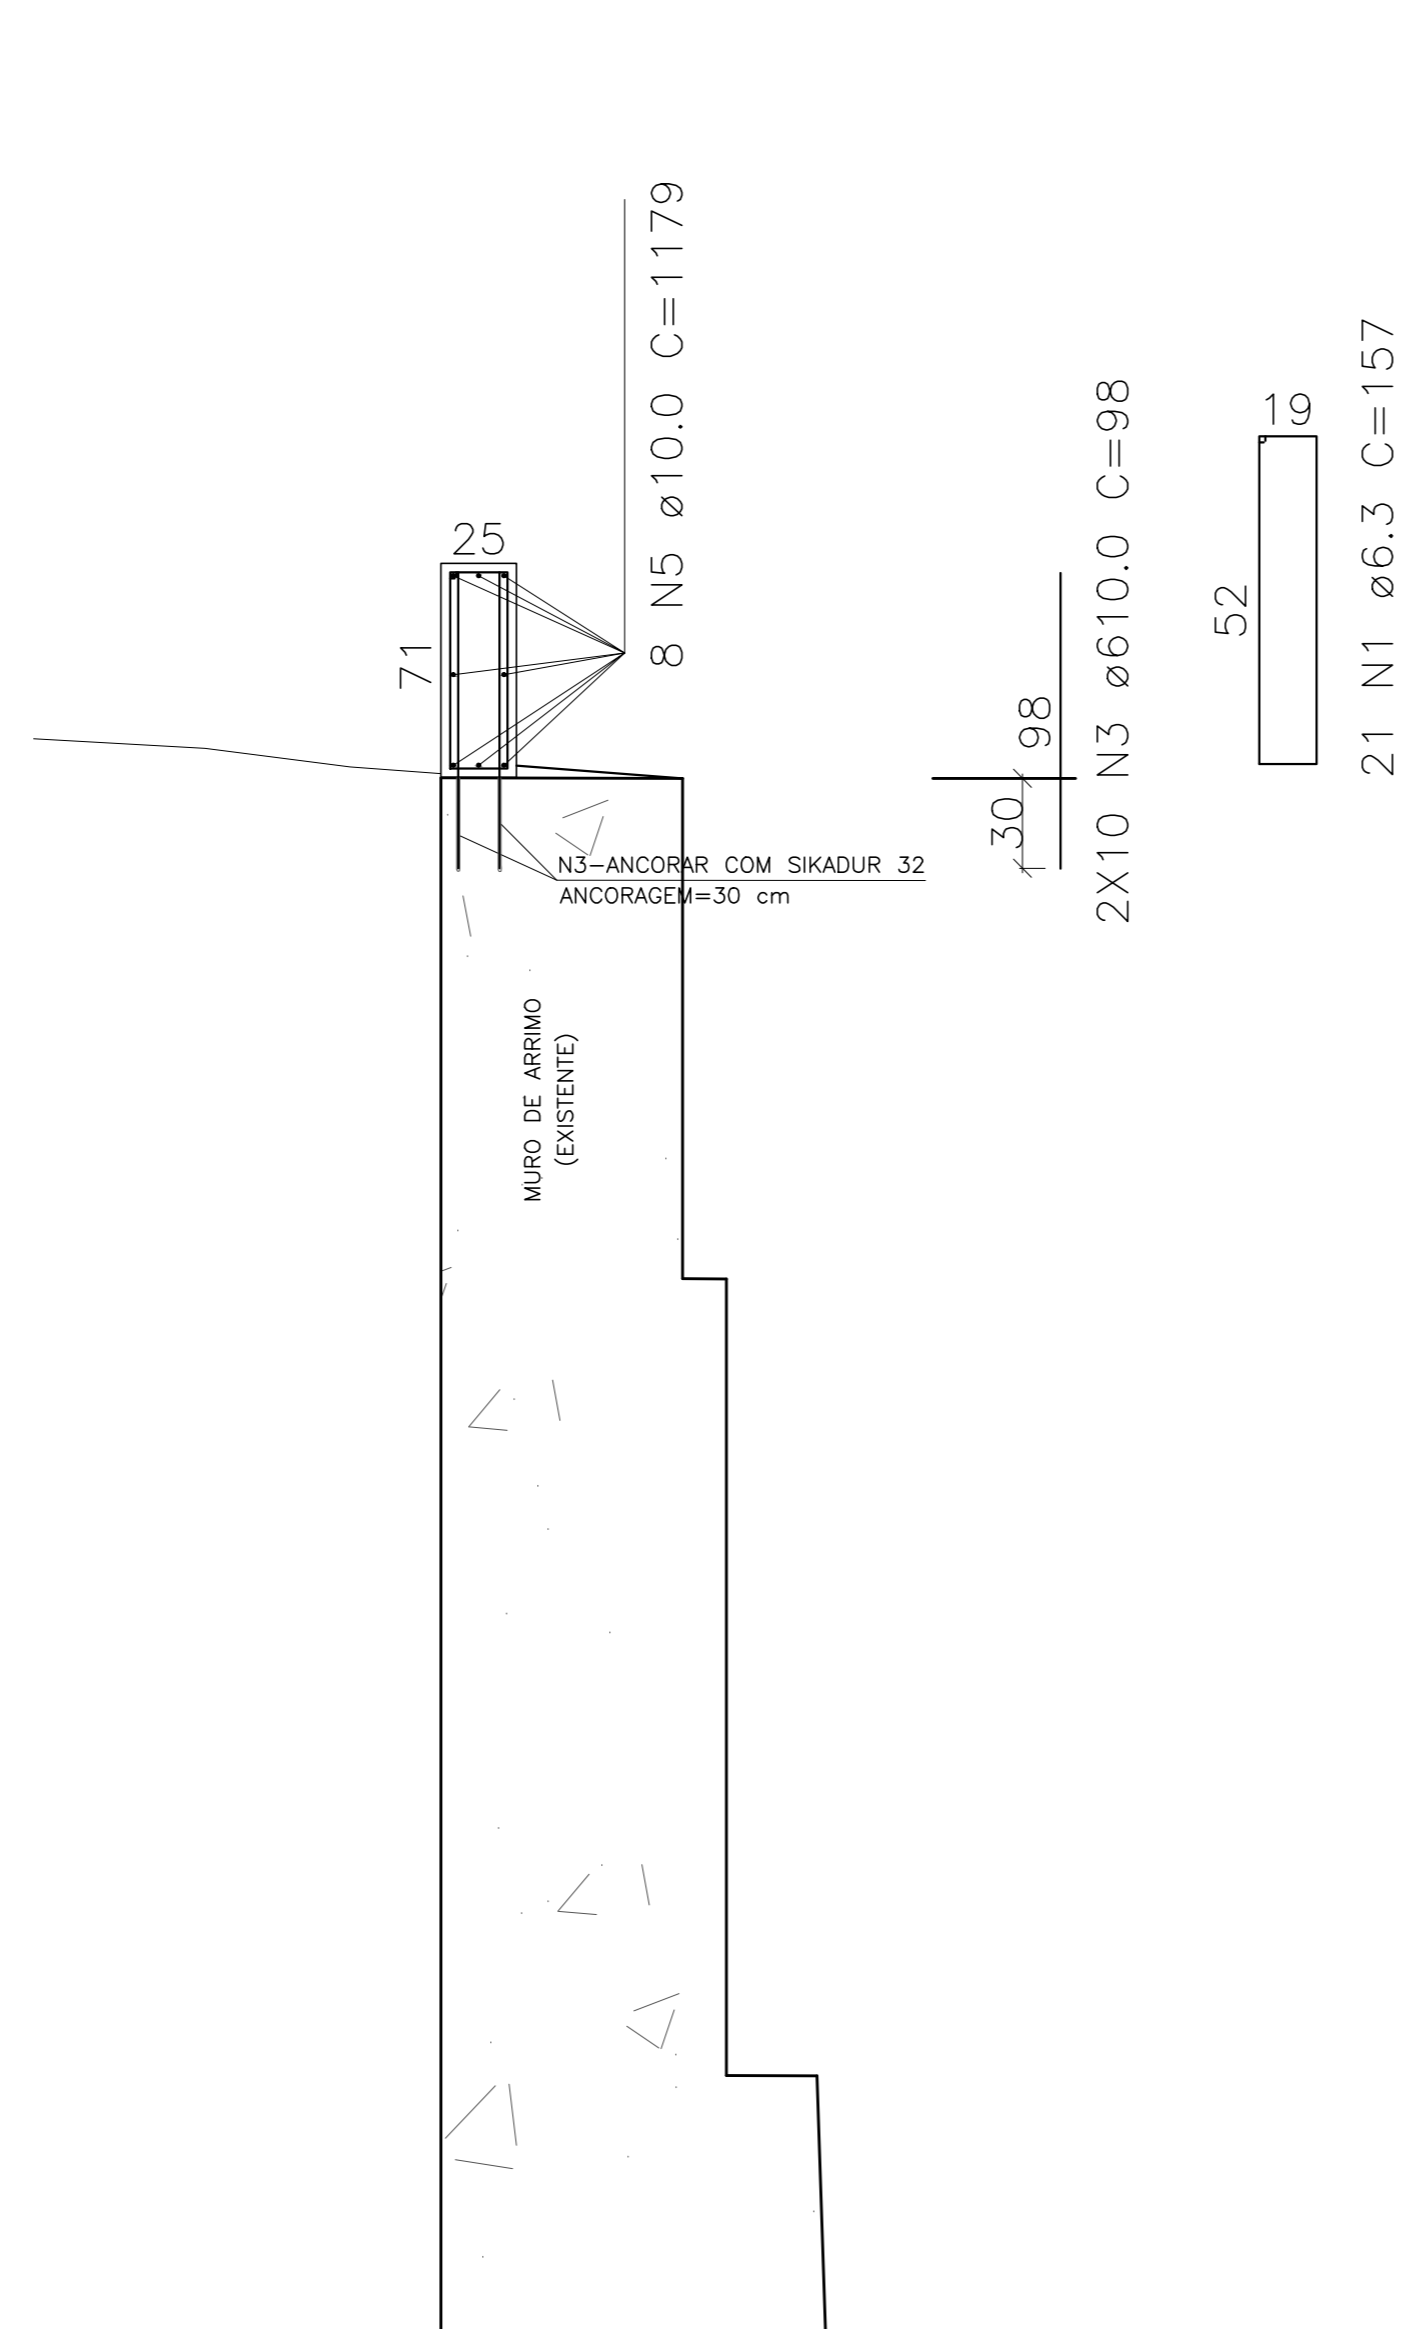 8 N5 ø10.0 C=1179
25
71
N3-ANCORAR COM SIKADUR 32
ANCORAGEM=30 cm
MURO DE ARRIMO
(EXISTENTE)
98
30
2X10 N3 ø610.0 C=98
19
52
21 N1 ø6.3 C=157